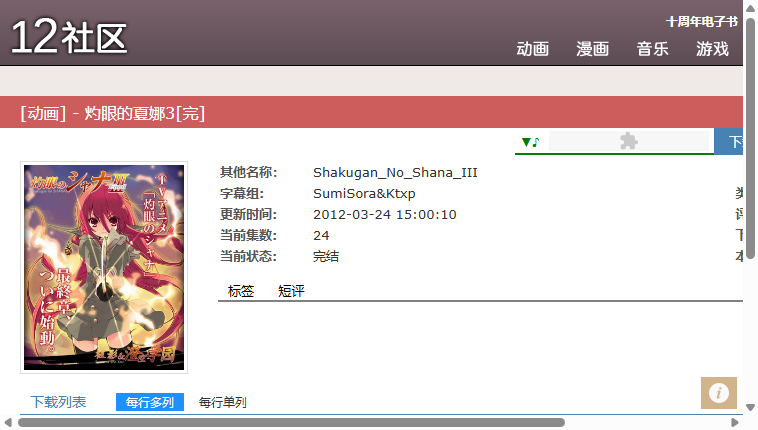 12社区
十周年电子书
动画 漫画 音乐 游戏
[动画] - 灼眼的夏娜3[完]
▼♪
其他名称: Shakugan_No_Shana_III
字幕组: SumiSora&Ktxp
更新时间: 2012-03-24 15:00:10
当前集数: 24
当前状态: 完结
标签 短评
灼眼のシャナIII
TVアニメ
「灼眼のシャナ」
最終章、
ついに始動。
下载列表 每行多列 每行单列